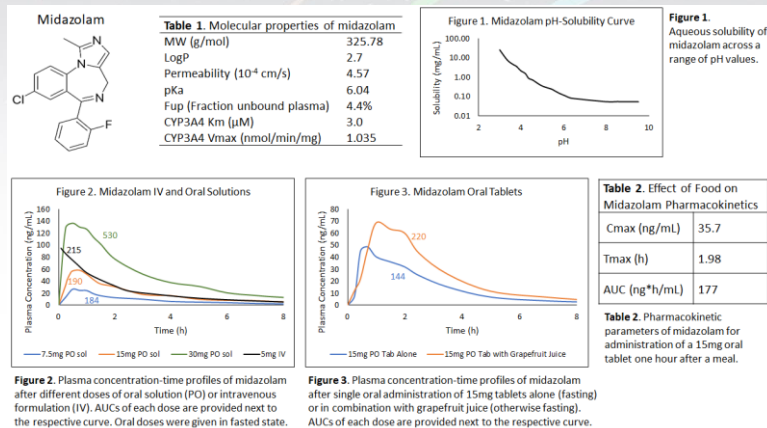 Midazolam
CH3
N
N
N
Cl
F
Table 1. Molecular properties of midazolam
MW (g/mol) 325.78
LogP 2.7
Permeability (10-4 cm/s) 4.57
pKa 6.04
Fup (Fraction unbound plasma) 4.4%
CYP3A4 Km (µM) 3.0
CYP3A4 Vmax (nmol/min/mg) 1.035
Figure 1. Midazolam pH-Solubility Curve
Solubility (mg/mL)
100.00
10.00
1.00
0.10
0.01
2 4 6 8 10
pH
Figure 1.
Aqueous solubility of
midazolam across a
range of pH values.
Figure 2. Midazolam IV and Oral Solutions
Plasma Concentration (ng/mL)
160
140
120
100
80
60
40
20
0
530
215
190
184
0 2 4 6 8
Time (h)
7.5mg PO sol 15mg PO sol 30mg PO sol 5mg IV
Figure 2. Plasma concentration-time profiles of midazolam
after different doses of oral solution (PO) or intravenous
formulation (IV). AUCs of each dose are provided next to
the respective curve. Oral doses were given in fasted state.
Figure 3. Midazolam Oral Tablets
Plasma Concentration (ng/mL)
80
70
60
50
40
30
20
10
0
220
144
0 2 4 6 8
Time (h)
15mg PO Tab Alone 15mg PO Tab with Grapefruit Juice
Figure 3. Plasma concentration-time profiles of midazolam
after single oral administration of 15mg tablets alone (fasting)
or in combination with grapefruit juice (otherwise fasting).
AUCs of each dose are provided next to the respective curve.
Table 2. Effect of Food on
Midazolam Pharmacokinetics
Cmax (ng/mL) 35.7
Tmax (h) 1.98
AUC (ng*h/mL) 177
Table 2. Pharmacokinetic
parameters of midazolam for
administration of a 15mg oral
tablet one hour after a meal.